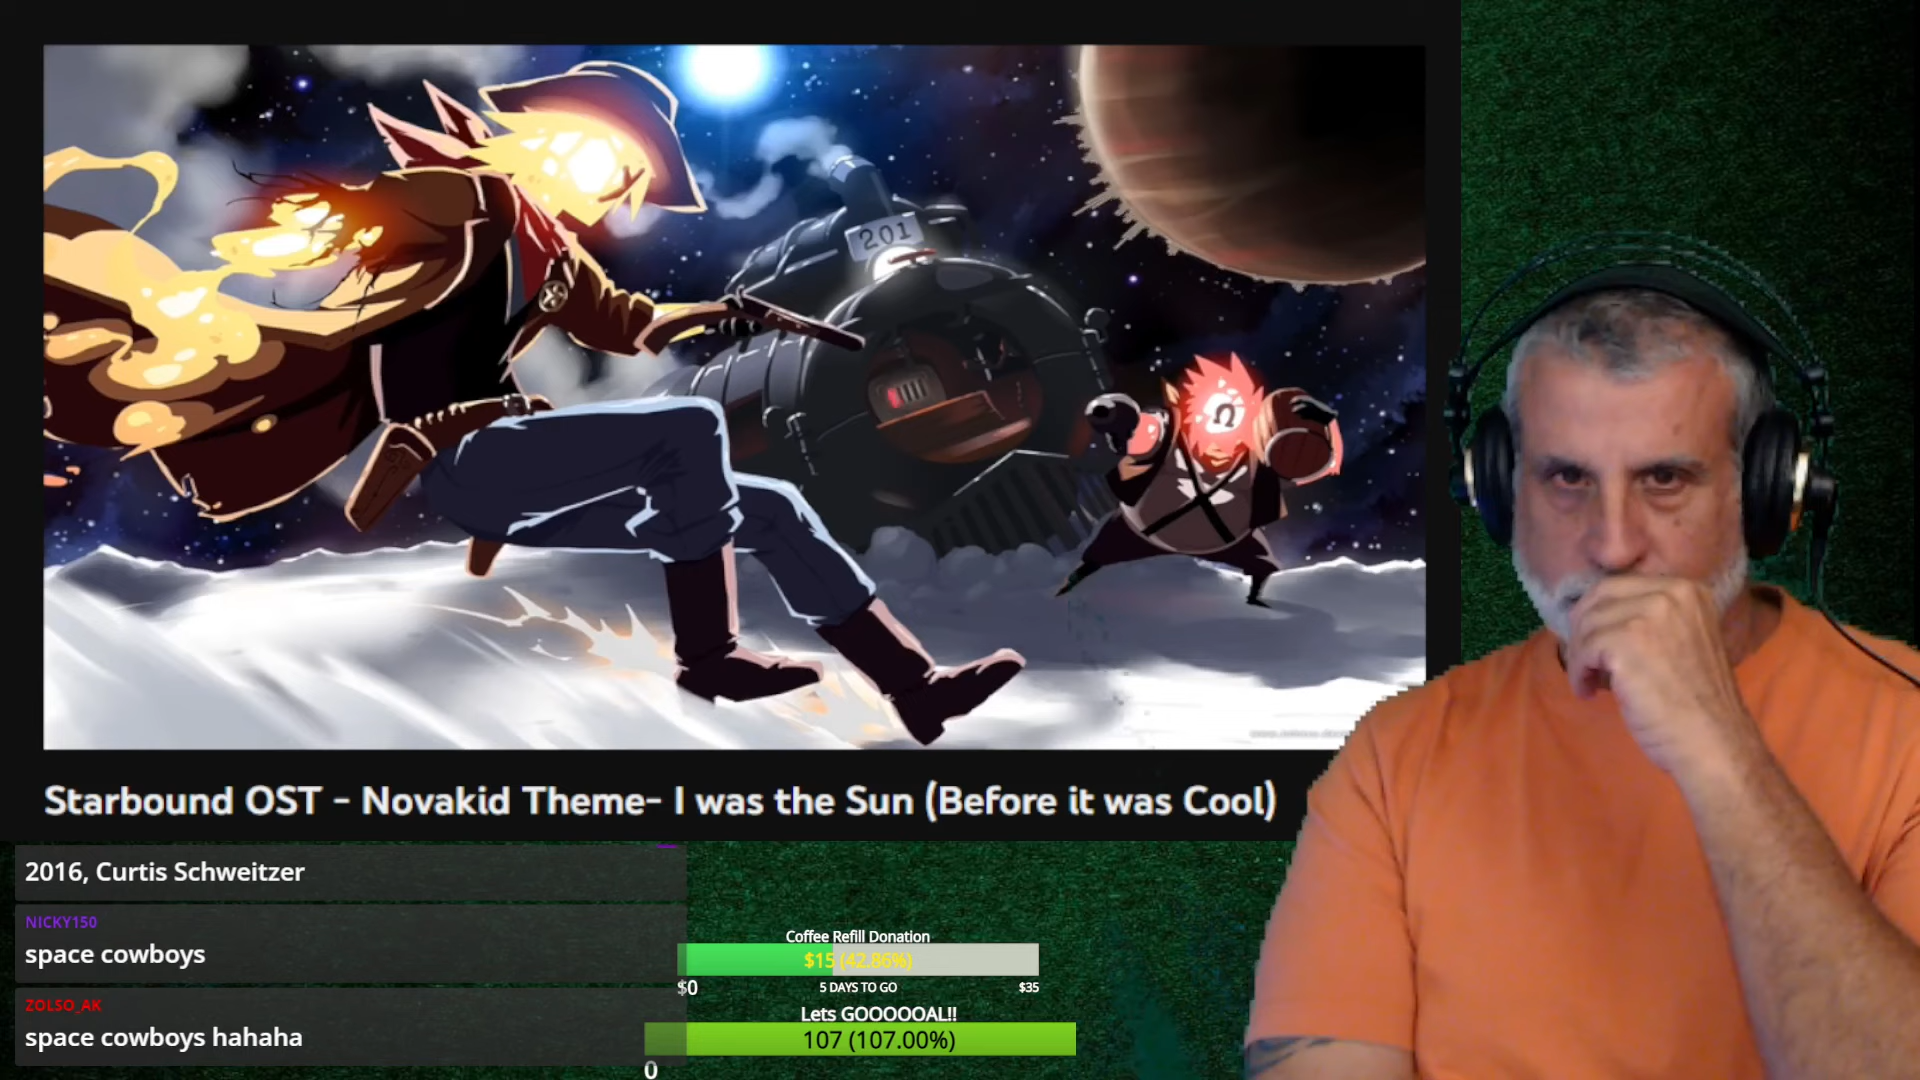 201
Ω
Starbound OST - Novakid Theme- I was the Sun (Before it was Cool)
2016, Curtis Schweitzer
NICKY150
space cowboys
ZOLSO_AK
space cowboys hahaha
Coffee Refill Donation
$15 (42.86%)
$0 5 DAYS TO GO $35
Lets GOOOOOAL!!
107 (107.00%)
0